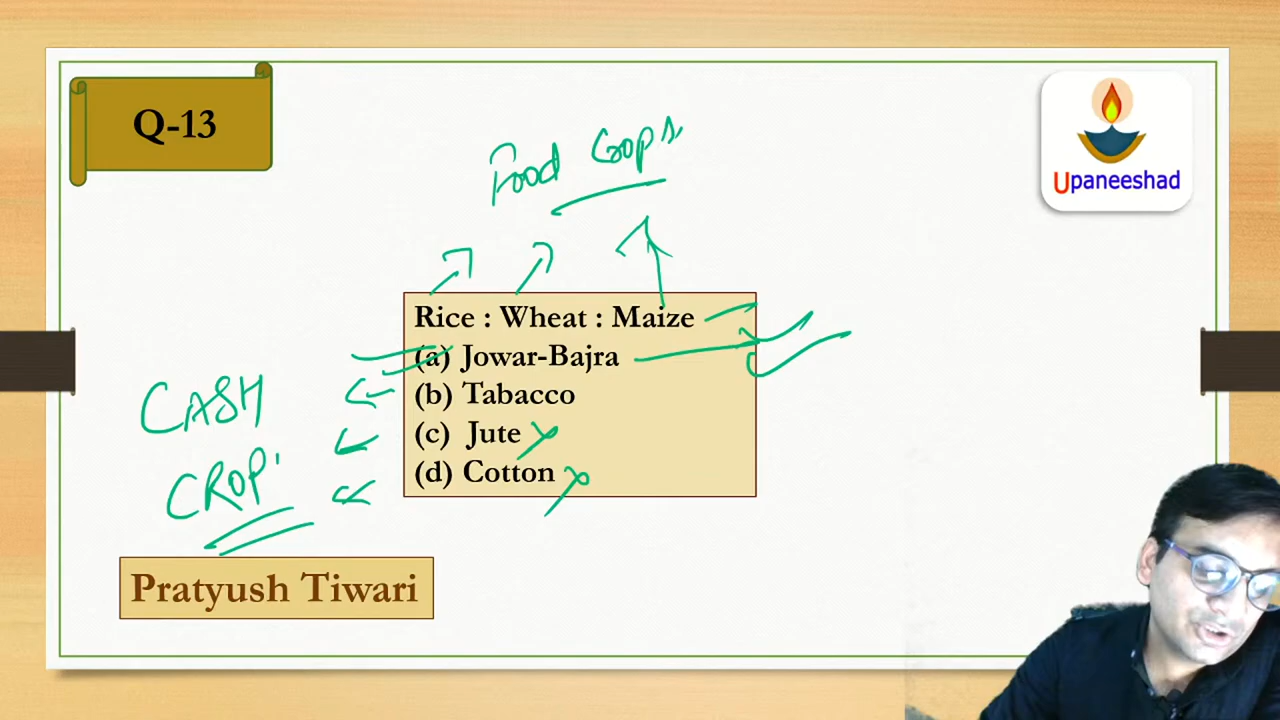 Q-13
Food Crops
Upaneeshad
Rice : Wheat : Maize
(a) Jowar-Bajra
(b) Tabacco
(c) Jute
(d) Cotton
CASH
CROP
Pratyush Tiwari